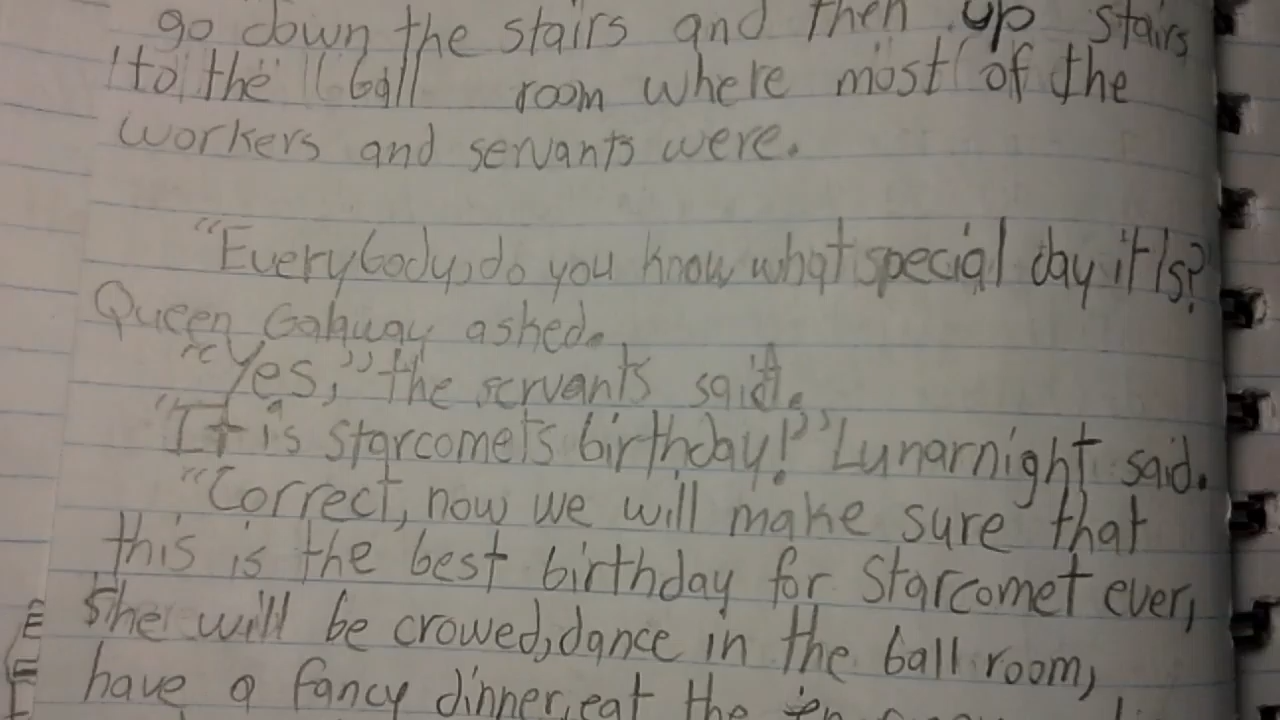 go down the stairs and then up stairs
to the ball room where most of the
workers and servants were.
"Everybody, do you know what special day it is?"
Queen Galaway asked.
"Yes," the servants said.
"It is Starcomet's birthday!" Lunarnight said.
"Correct, now we will make sure that
this is the best birthday for Starcomet ever,
She will be crowed, dance in the ball room,
have a fancy dinner, eat the